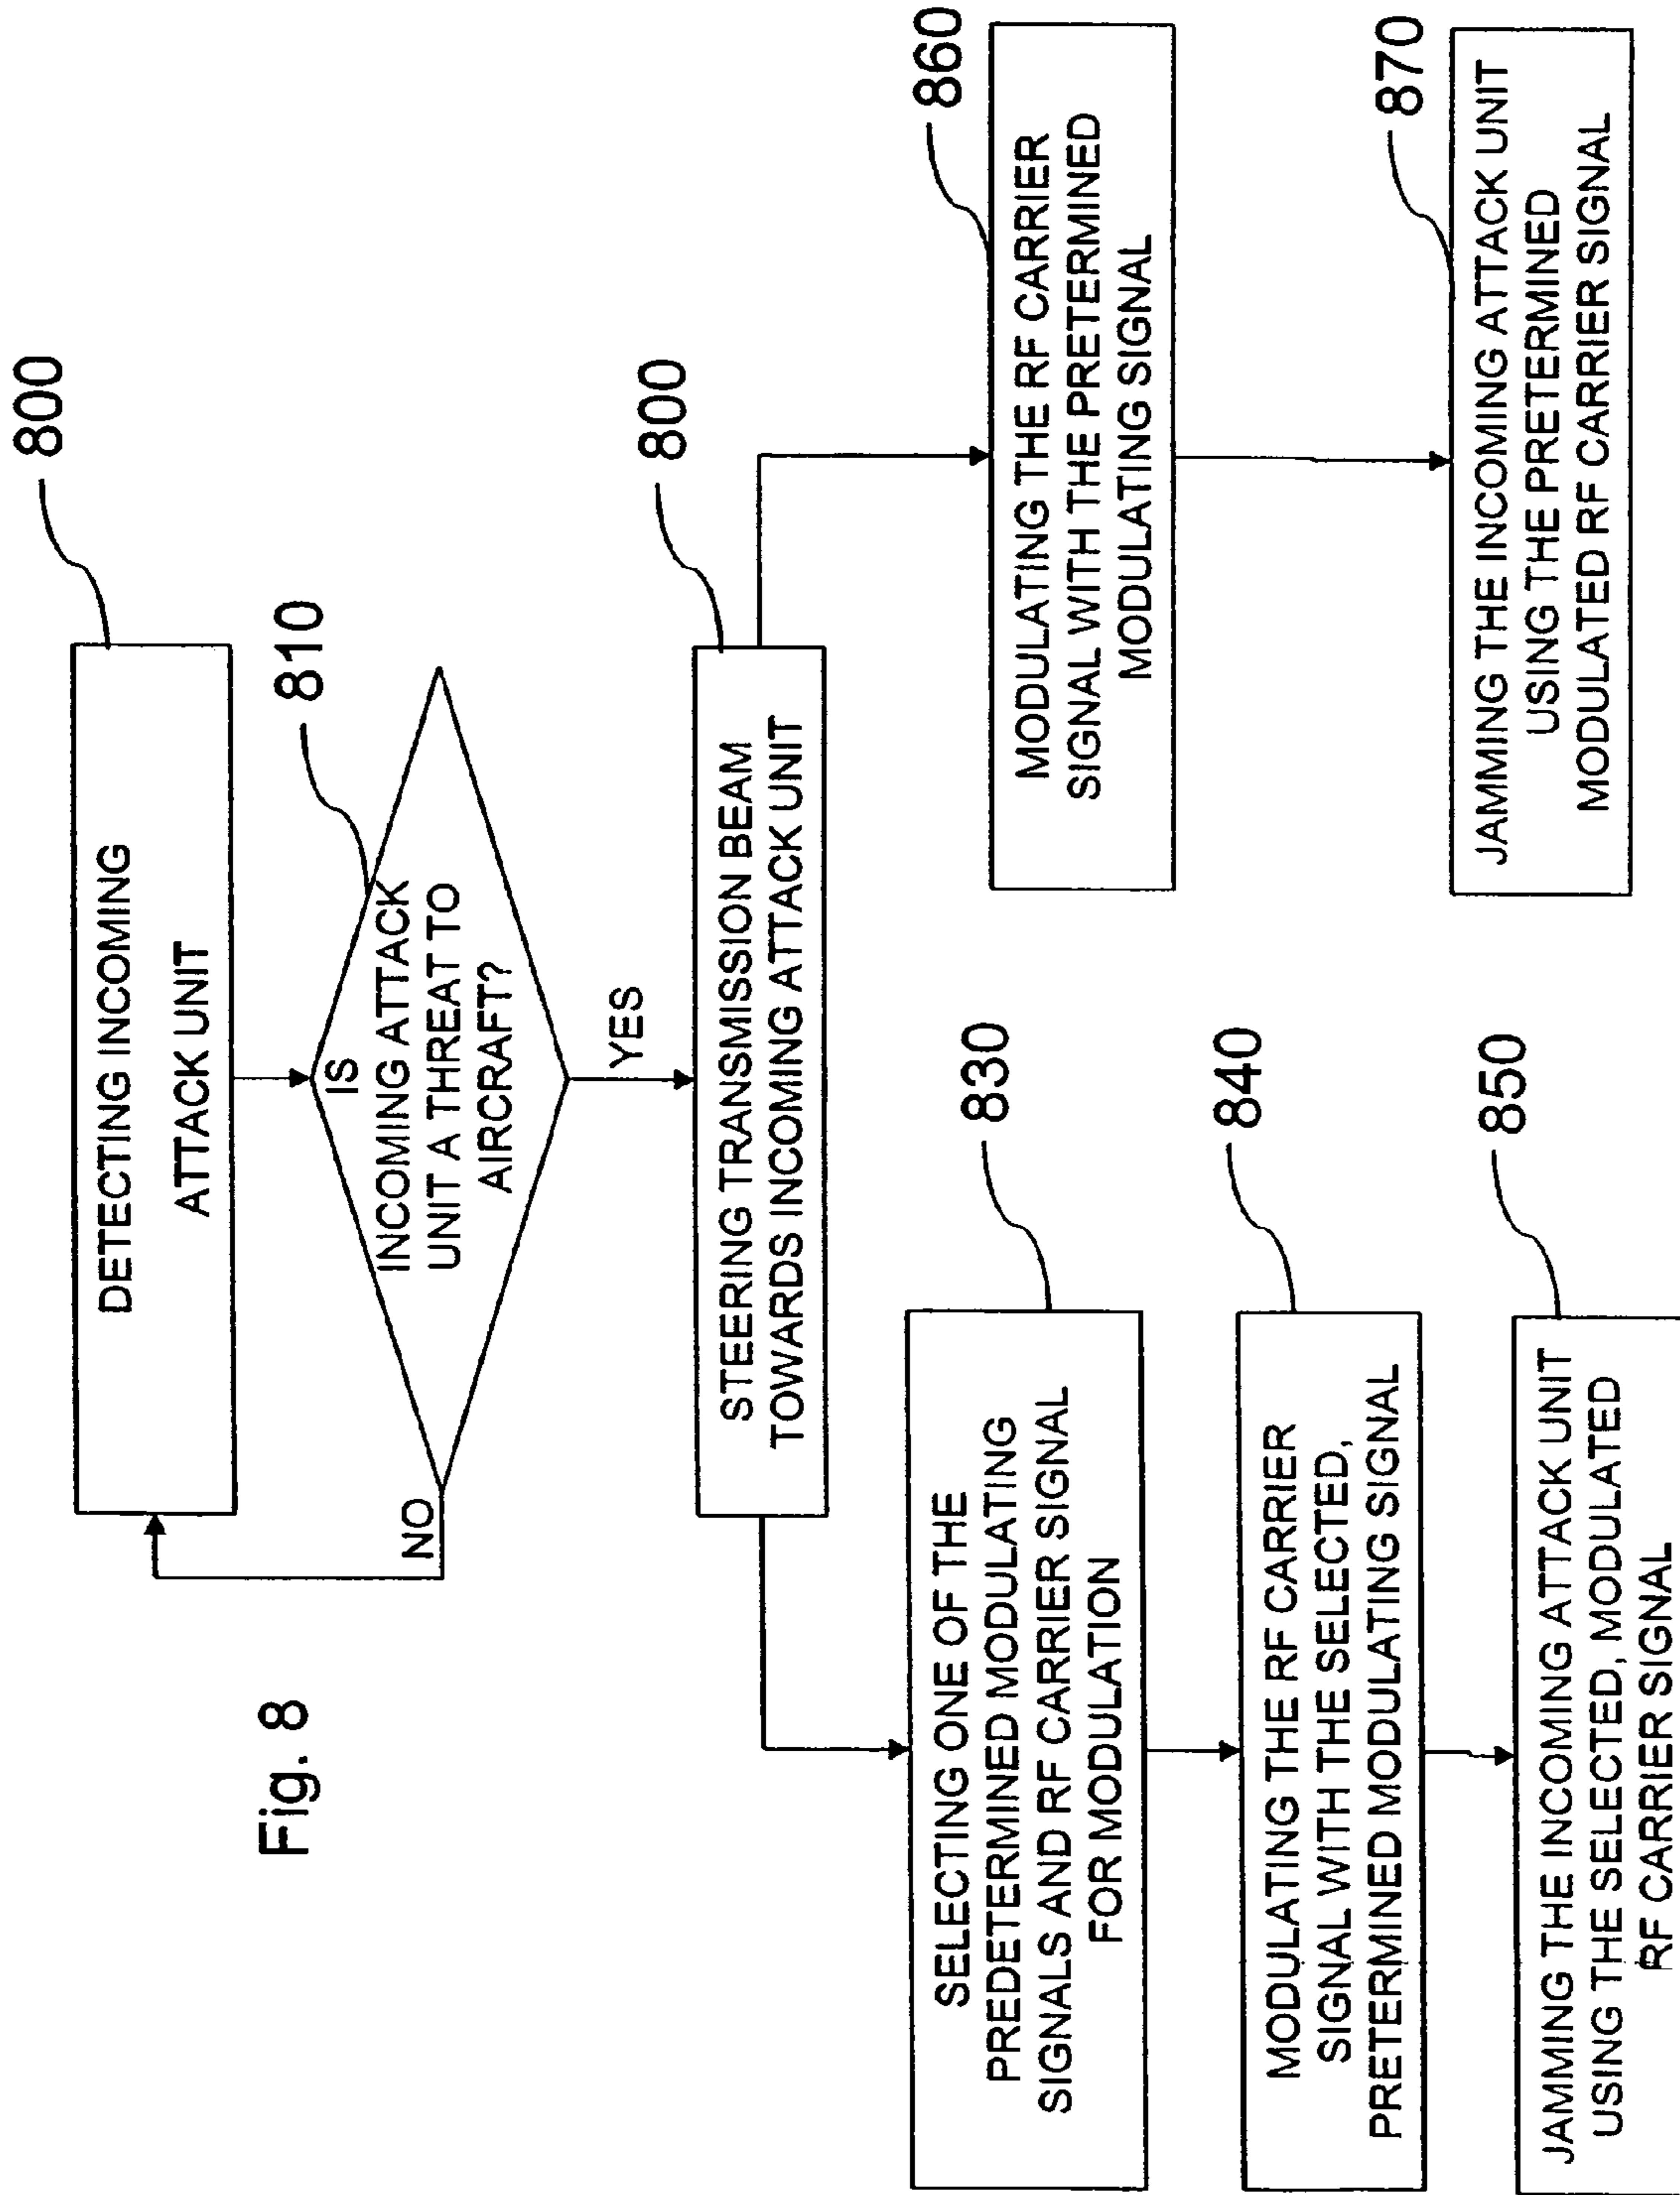 800
DETECTING INCOMING
ATTACK UNIT
810
IS
INCOMING ATTACK
UNIT A THREAT TO
AIRCRAFT?
NO
YES
800
STEERING TRANSMISSION BEAM
TOWARDS INCOMING ATTACK UNIT
830
SELECTING ONE OF THE
PREDETERMINED MODULATING
SIGNALS AND RF CARRIER SIGNAL
FOR MODULATION
840
MODULATING THE RF CARRIER
SIGNAL WITH THE SELECTED,
PRETERMINED MODULATING SIGNAL
850
JAMMING THE INCOMING ATTACK UNIT
USING THE SELECTED, MODULATED
RF CARRIER SIGNAL
860
MODULATING THE RF CARRIER
SIGNAL WITH THE PRETERMINED
MODULATING SIGNAL
870
JAMMING THE INCOMING ATTACK UNIT
USING THE PRETERMINED
MODULATED RF CARRIER SIGNAL
Fig. 8